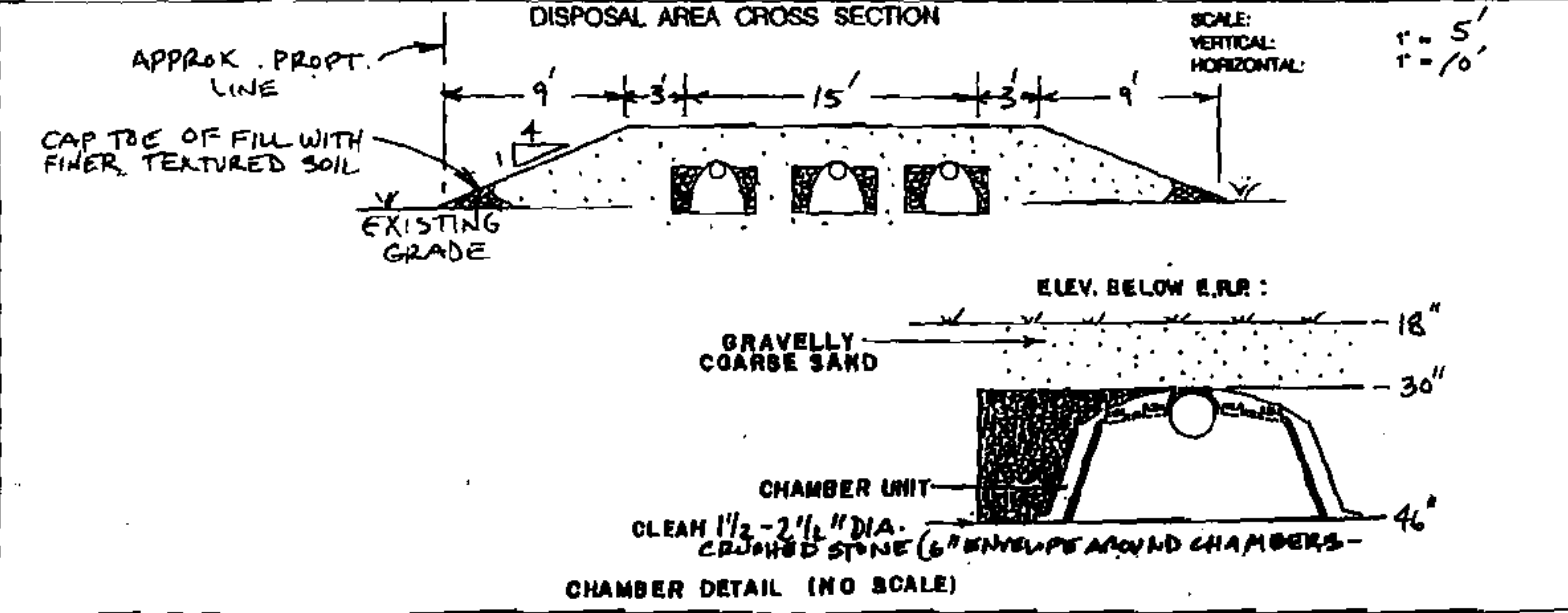 DISPOSAL AREA CROSS SECTION
SCALE:
VERTICAL: 1" = 5'
HORIZONTAL: 1" = 10'
APPROX. PROPT.
LINE
9' 3' 15' 3' 9'
CAP TOE OF FILL WITH
FINER TEXTURED SOIL
4
1
EXISTING
GRADE
ELEV. BELOW E.R.P.:
18"
GRAVELLY
COARSE SAND
30"
CHAMBER UNIT
46"
CLEAN 1 1/2 - 2 1/2" DIA.
CRUSHED STONE (6" ENVELOPE AROUND CHAMBERS
CHAMBER DETAIL (NO SCALE)